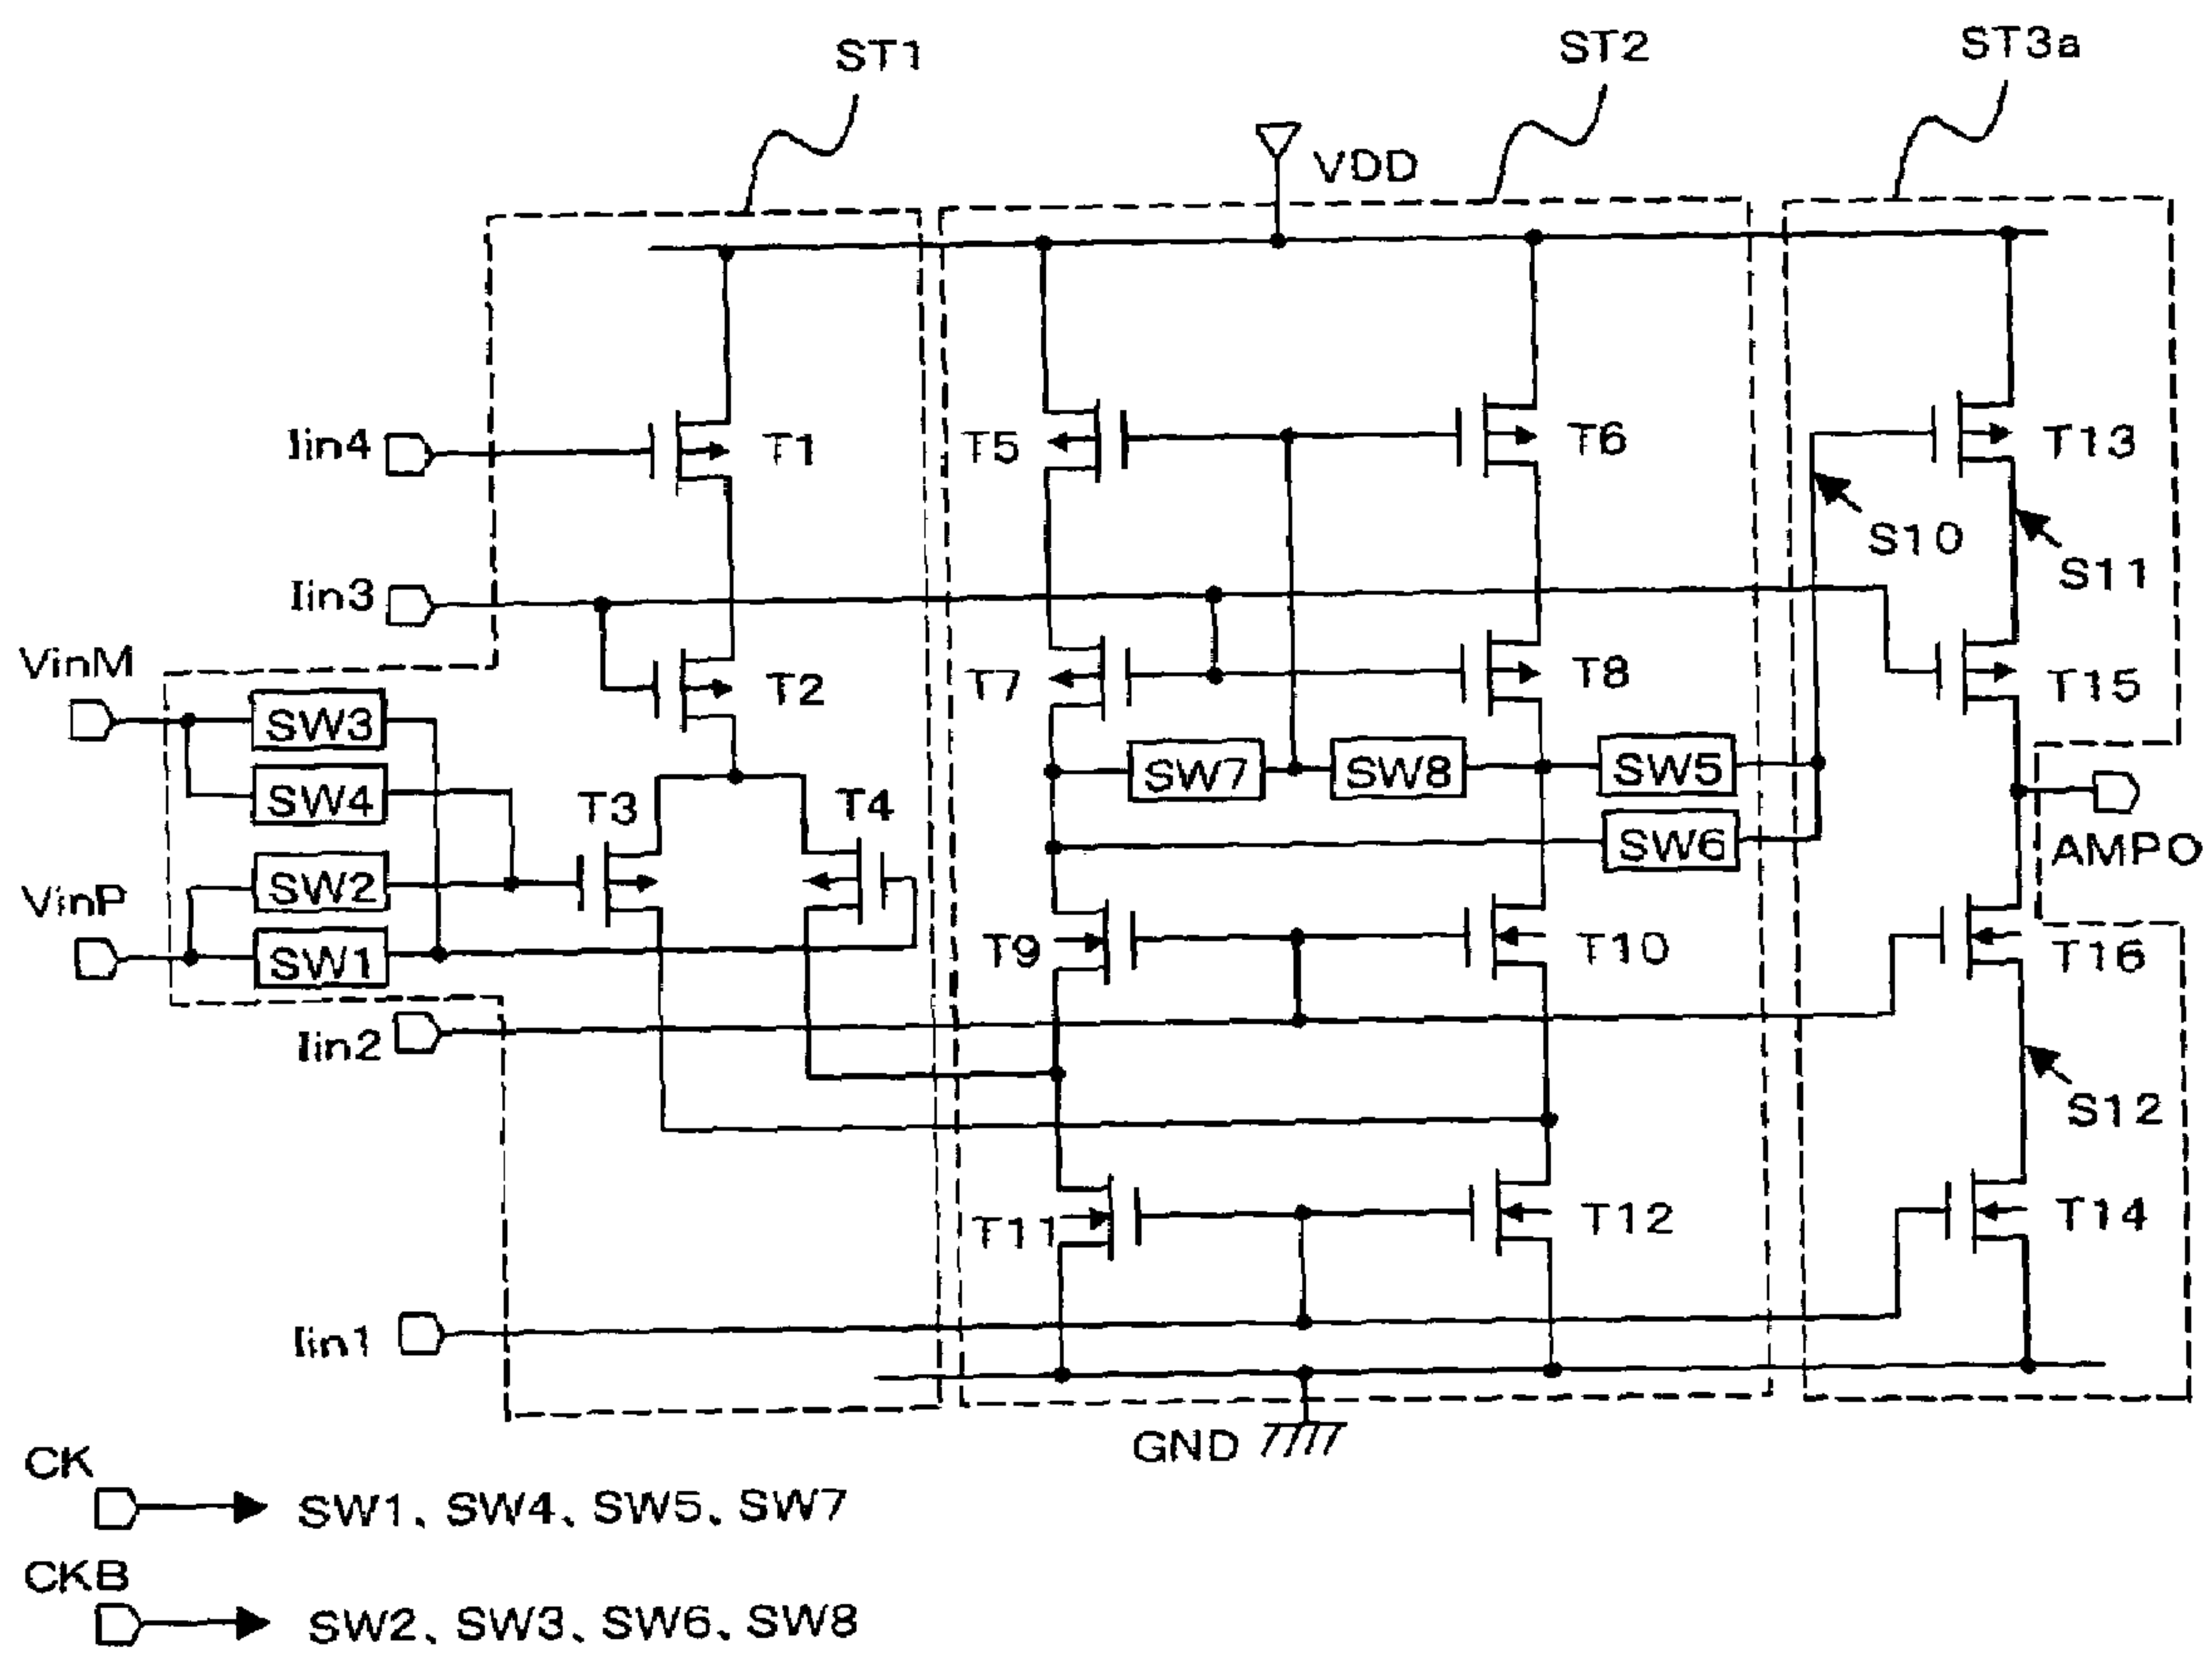 ST1
ST2
ST3a
VDD
Iin4
T1
T5
T6
T13
S10
S11
Iin3
VinM
T2
T7
T8
T15
SW3
SW4
SW7
SW8
SW5
T3
T4
SW6
AMPO
SW2
VinP
SW1
T9
T10
T16
Iin2
S12
T11
T12
T14
Iin1
GND
CK
SW1、SW4、SW5、SW7
CKB
SW2、SW3、SW6、SW8